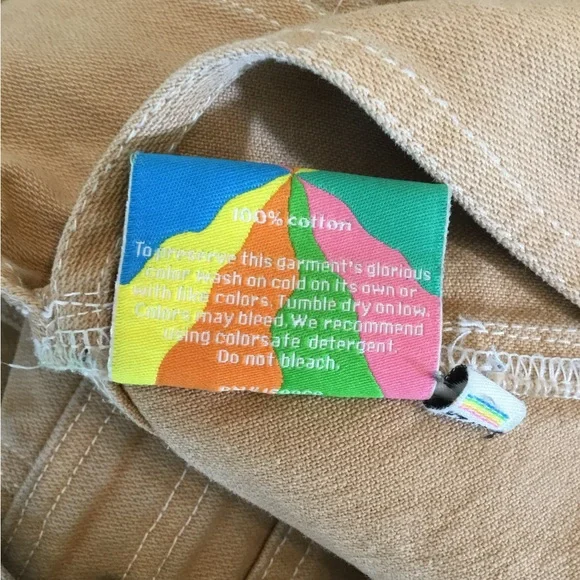 100% cotton
To preserve this garment's glorious
color wash on cold on its own or
with like colors. Tumble dry on low.
Colors may bleed. We recommend
using colorsafe detergent.
Do not bleach.